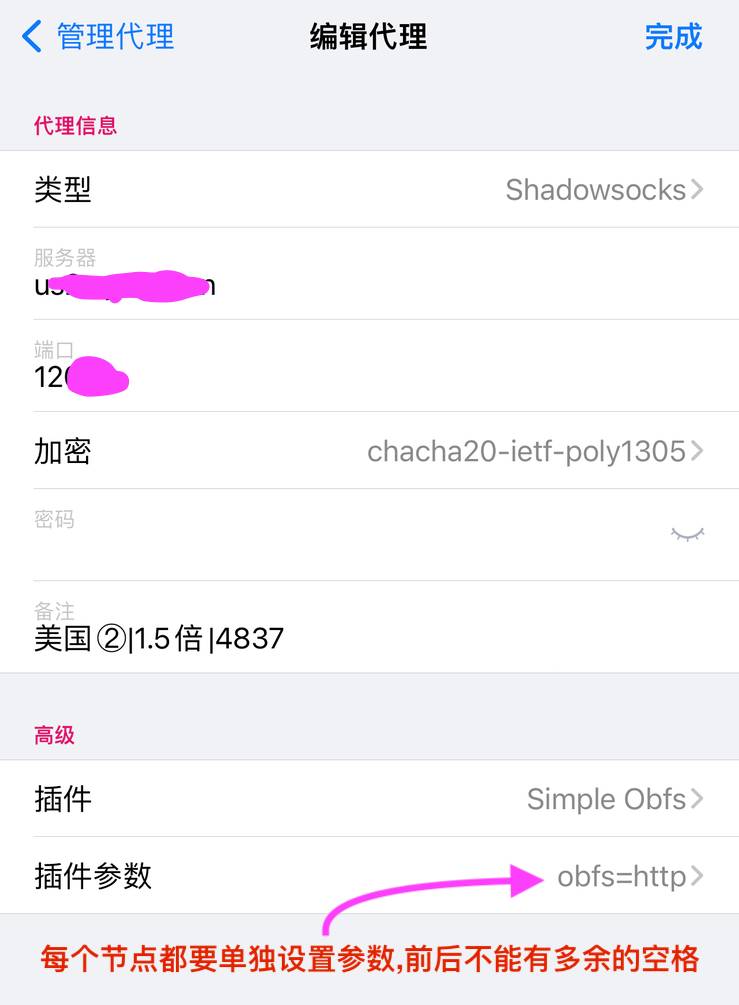 管理代理
编辑代理
完成
代理信息
类型
Shadowsocks
服务器
端口
加密
chacha20-ietf-poly1305
密码
备注
美国②|1.5倍|4837
高级
插件
Simple Obfs
插件参数
obfs=http
每个节点都要单独设置参数,前后不能有多余的空格